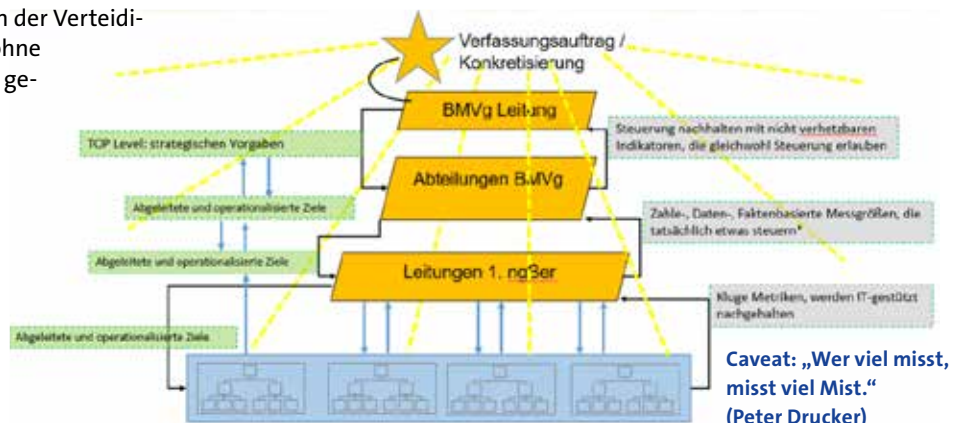 n der Verteidi-
ohne
ge-
Verfassungsauftrag /
Konkretisierung
BMVg Leitung
TOP Level: strategischen Vorgaben
Steuerung nachhalten mit nicht verhetzbaren
Indikatoren, die gleichwohl Steuerung erlauben
Abteilungen BMVg
Abgeleitete und operationalisierte Ziele
Zahle-, Daten-, Faktenbasierte Messgrößen, die
tatsächlich etwas steuern*
Abgeleitete und operationalisierte Ziele
Leitungen 1. ngBer
Kluge Metriken, werden IT-gestützt
nachgehalten
Abgeleitete und operationalisierte Ziele
Caveat: „Wer viel misst,
misst viel Mist.“
(Peter Drucker)